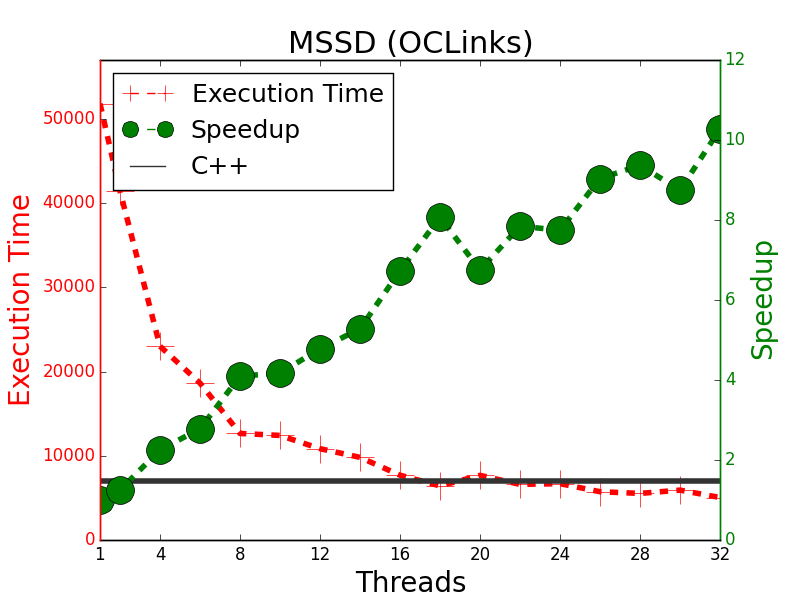 MSSD (OCLinks)
Execution Time
Speedup
C++
50000
40000
30000
20000
10000
0
Execution Time
12
10
8
6
4
2
0
Speedup
1 4 8 12 16 20 24 28 32
Threads